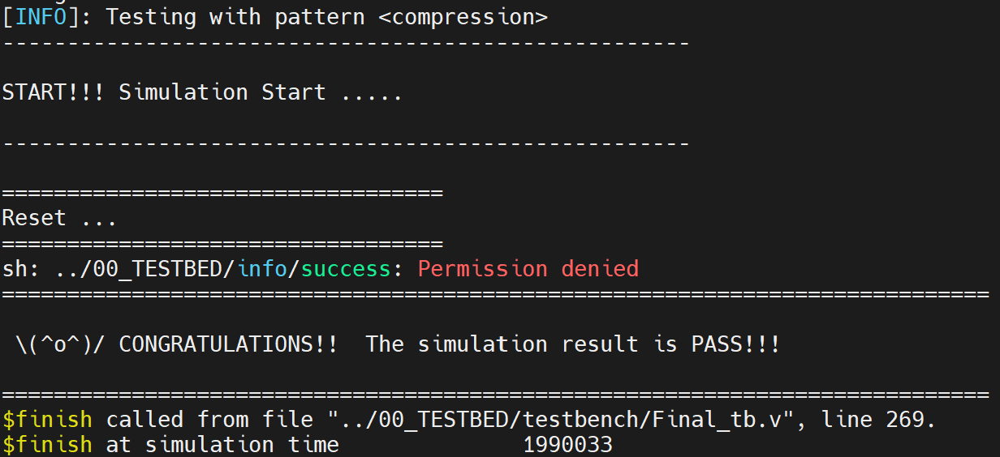 [INFO]: Testing with pattern <compression>
-----------------------------------------------------
START!!! Simulation Start .....
-----------------------------------------------------
==================================
Reset ...
==================================
sh: ../00_TESTBED/info/success: Permission denied
============================================================================
\(^o^)/ CONGRATULATIONS!!  The simulation result is PASS!!!
============================================================================
$finish called from file "../00_TESTBED/testbench/Final_tb.v", line 269.
$finish at simulation time              1990033